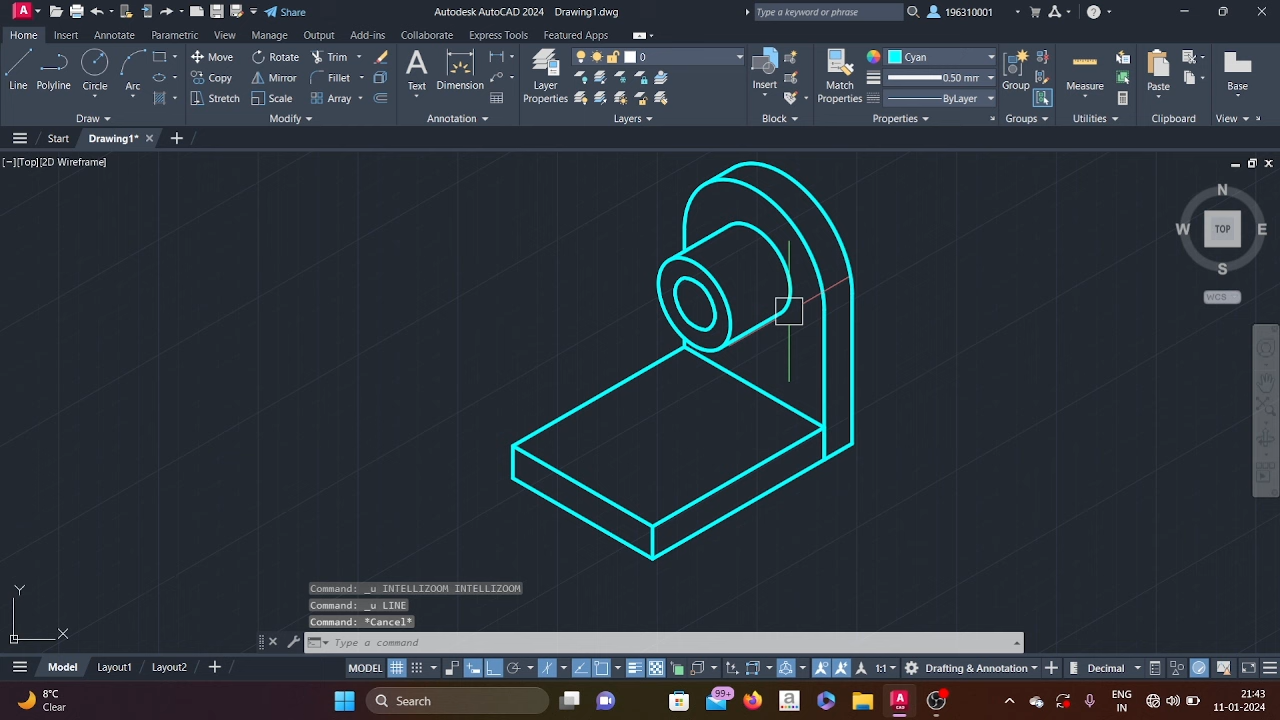 Share
Autodesk AutoCAD 2024 Drawing1.dwg
Type a keyword or phrase
196310001
Home Insert Annotate Parametric View Manage Output Add-ins Collaborate Express Tools Featured Apps
Line Polyline Circle Arc
Move Rotate Trim
Copy Mirror Fillet
Stretch Scale Array
Text Dimension
Layer Properties
0
Insert
Match Properties
Cyan
0.50 mm
ByLayer
Group
Measure
Paste
Base
Draw Modify Annotation Layers Block Properties Groups Utilities Clipboard View
Start Drawing1*
[−][Top][2D Wireframe]
N
W TOP E
S
WCS
Y
X
Command: _u INTELLIZOOM INTELLIZOOM
Command: _u LINE
Command: *Cancel*
Type a command
Model Layout1 Layout2
MODEL
1:1
Drafting & Annotation
Decimal
8°C
Clear
Search
99+
ENG
IN
21:43
11-01-2024